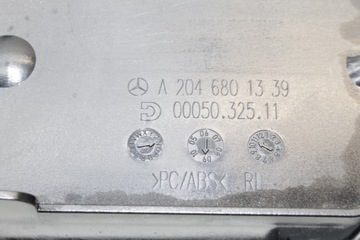 A 204 680 13 39
00050.325.11
>PC/ABS< RL